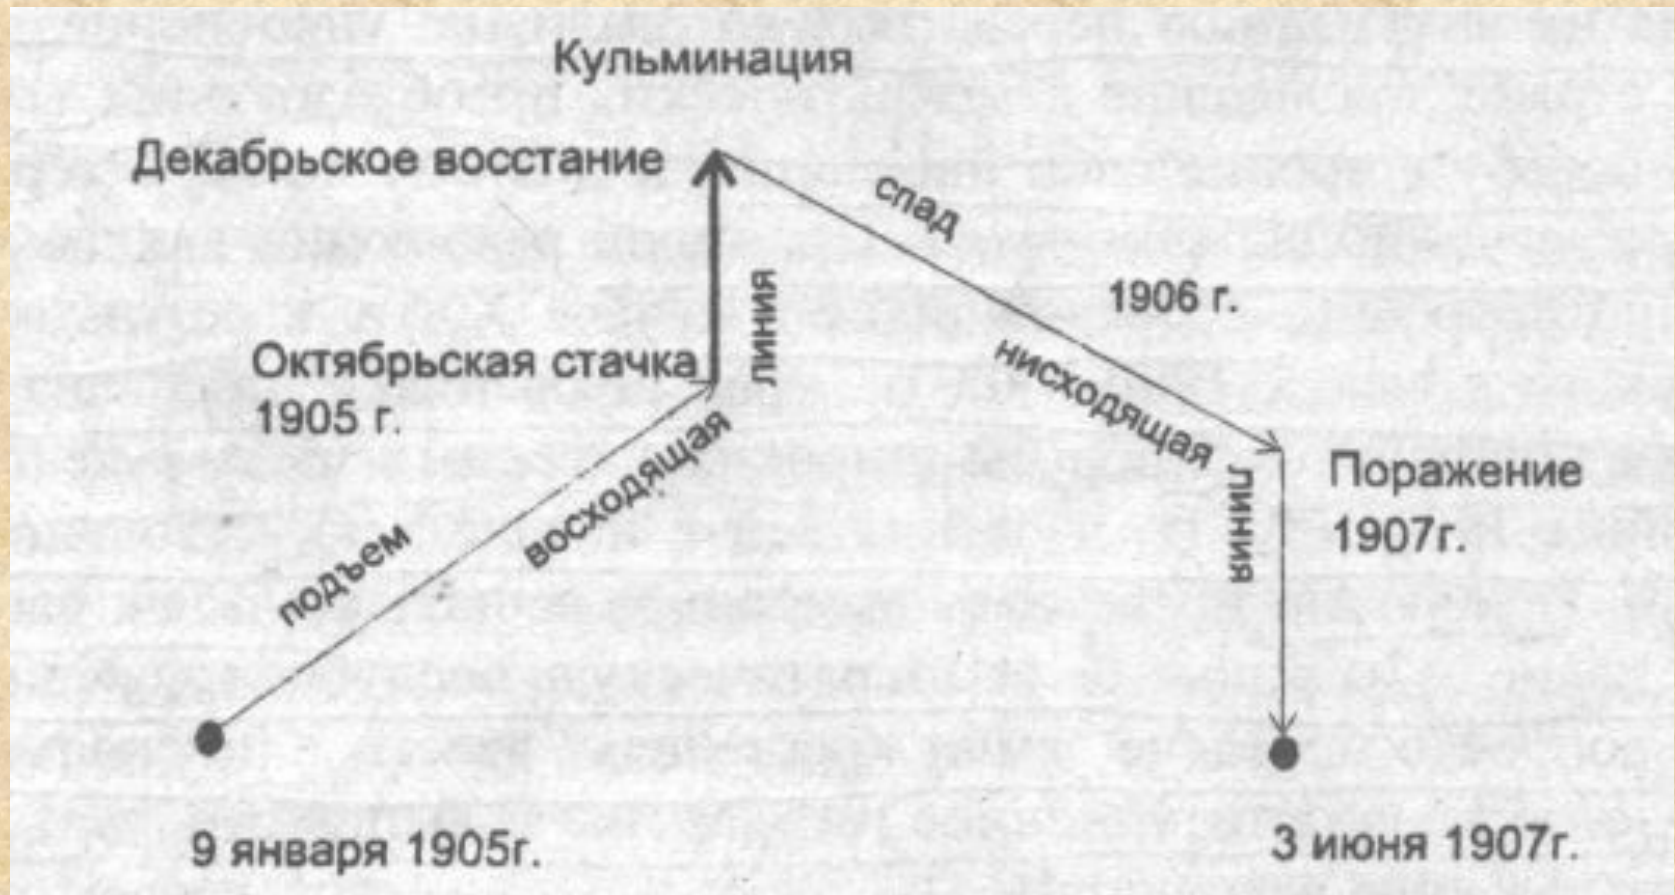 Кульминация
Декабрьское восстание
спад
линия
1906 г.
Октябрьская стачка
1905 г.
нисходящая
восходящая
линия
Поражение
1907г.
подъем
9 января 1905г.
3 июня 1907г.